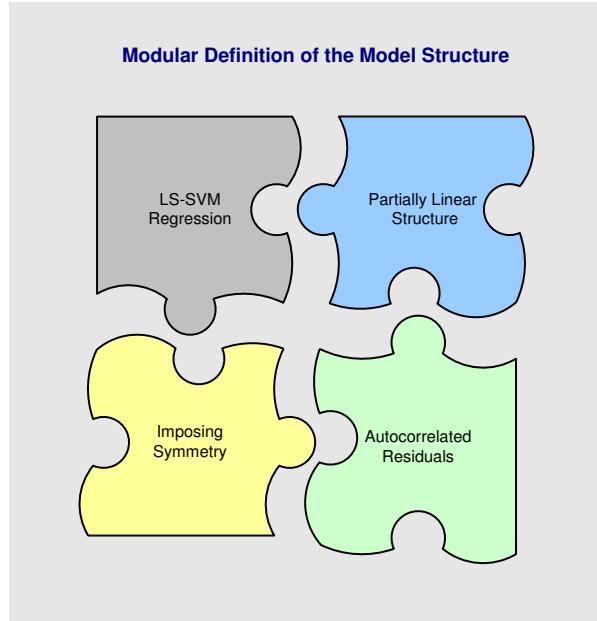 Modular Definition of the Model Structure
LS-SVM
Regression
Partially Linear
Structure
Imposing
Symmetry
Autocorrelated
Residuals